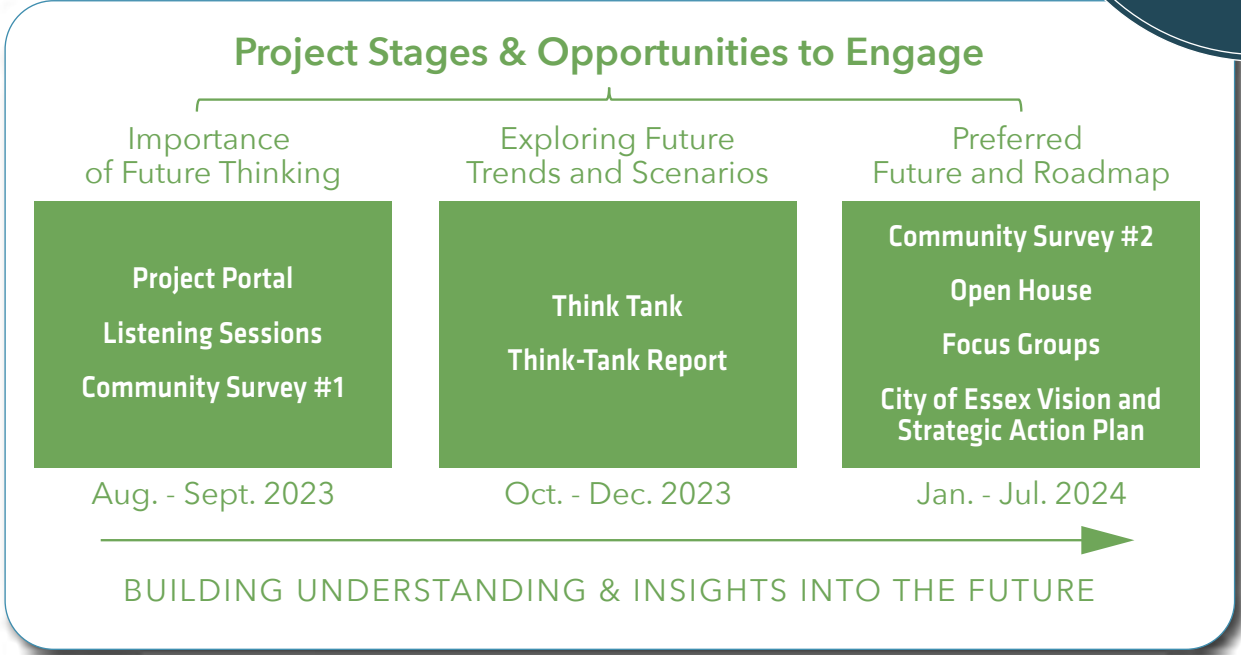 Project Stages & Opportunities to Engage
Importance
of Future Thinking
Project Portal
Listening Sessions
Community Survey #1
Aug. - Sept. 2023
Exploring Future
Trends and Scenarios
Think Tank
Think-Tank Report
Oct. - Dec. 2023
Preferred
Future and Roadmap
Community Survey #2
Open House
Focus Groups
City of Essex Vision and
Strategic Action Plan
Jan. - Jul. 2024
BUILDING UNDERSTANDING & INSIGHTS INTO THE FUTURE